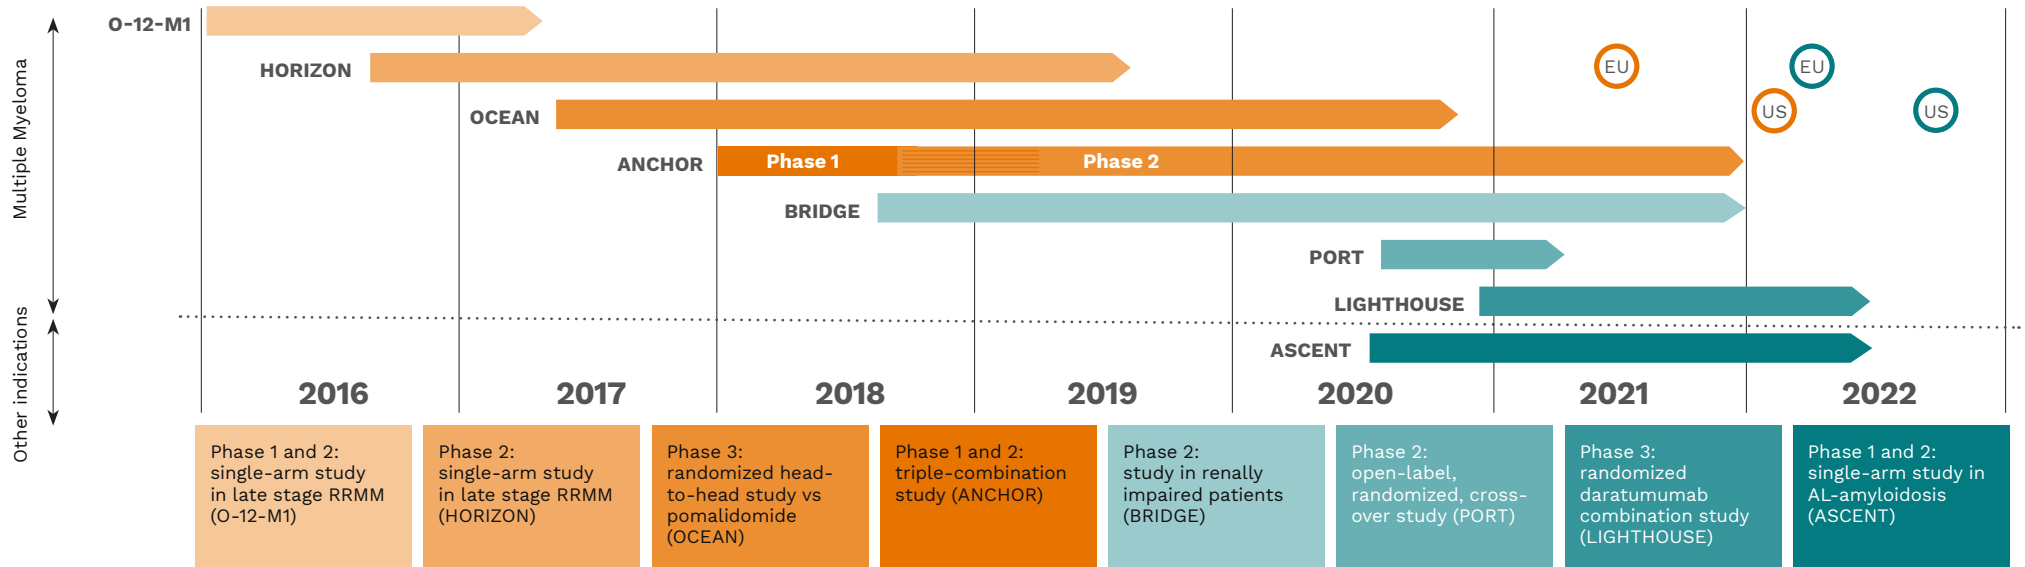 Multiple Myeloma
Other indications
O-12-M1
HORIZON
EU
EU
OCEAN
US
US
ANCHOR
Phase 1
Phase 2
BRIDGE
PORT
LIGHTHOUSE
ASCENT
2016
2017
2018
2019
2020
2021
2022
Phase 1 and 2:
single-arm study
in late stage RRMM
(O-12-M1)
Phase 2:
single-arm study
in late stage RRMM
(HORIZON)
Phase 3:
randomized head-
to-head study vs
pomalidomide
(OCEAN)
Phase 1 and 2:
triple-combination
study (ANCHOR)
Phase 2:
study in renally
impaired patients
(BRIDGE)
Phase 2:
open-label,
randomized, cross-
over study (PORT)
Phase 3:
randomized
daratumumab
combination study
(LIGHTHOUSE)
Phase 1 and 2:
single-arm study in
AL-amyloidosis
(ASCENT)